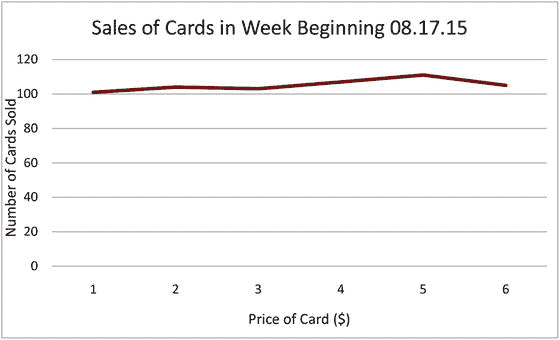 Sales of Cards in Week Beginning 08.17.15
Number of Cards Sold
120
100
80
60
40
20
0
1 2 3 4 5 6
Price of Card ($)